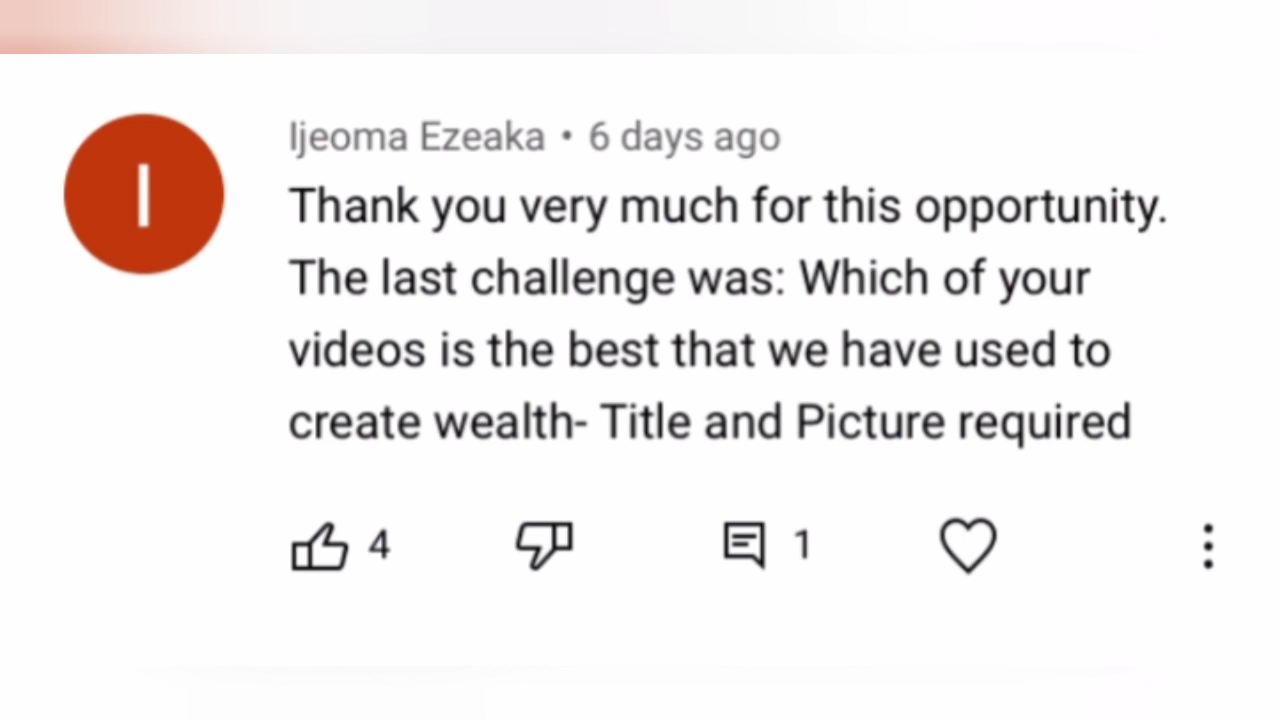 I
Ijeoma Ezeaka • 6 days ago
Thank you very much for this opportunity.
The last challenge was: Which of your
videos is the best that we have used to
create wealth- Title and Picture required
4 1